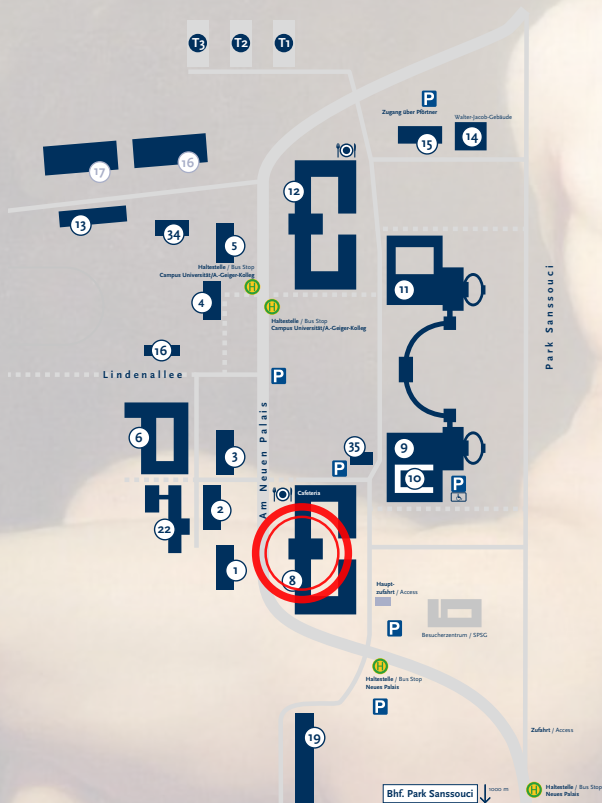 T3
T2
T1
P
Zugang über Pförtner
Walter-Jacob-Gebäude
15
14
17
16
12
13
34
5
Haltestelle / Bus Stop
Campus Universität/A.-Geiger-Kolleg
H
4
H
Haltestelle / Bus Stop
Campus Universität/A.-Geiger-Kolleg
11
Park Sanssouci
16
Lindenallee
P
Am Neuen Palais
6
3
35
P
9
10
P
2
Cafeteria
22
1
8
Haupt-
zufahrt / Access
P
Besucherzentrum / SPSG
H
Haltestelle / Bus Stop
Neues Palais
P
19
Zufahrt / Access
Bhf. Park Sanssouci
1000 m
H
Haltestelle / Bus Stop
Neues Palais